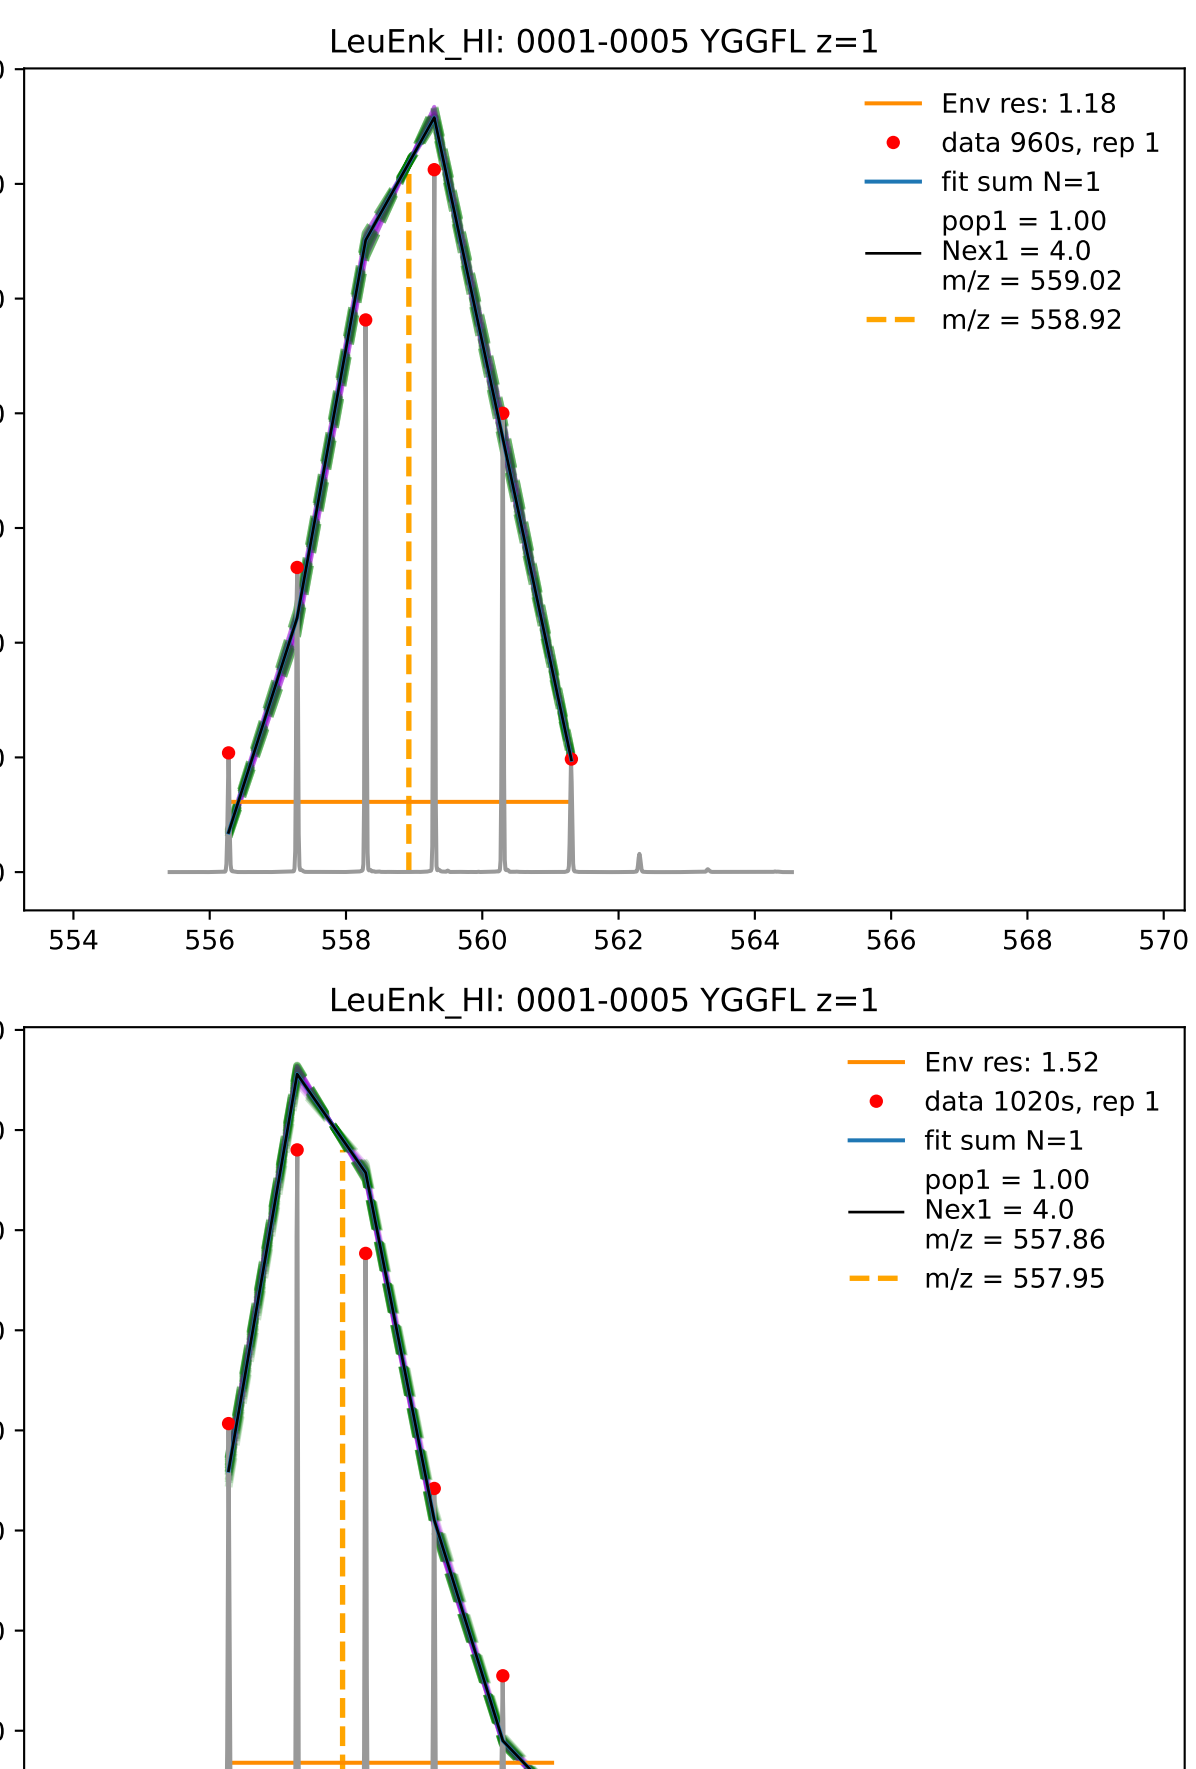 LeuEnk_HI: 0001-0005 YGGFL z=1
Env res: 1.18
data 960s, rep 1
fit sum N=1
pop1 = 1.00
Nex1 = 4.0
m/z = 559.02
m/z = 558.92
554 556 558 560 562 564 566 568 570
LeuEnk_HI: 0001-0005 YGGFL z=1
Env res: 1.52
data 1020s, rep 1
fit sum N=1
pop1 = 1.00
Nex1 = 4.0
m/z = 557.86
m/z = 557.95